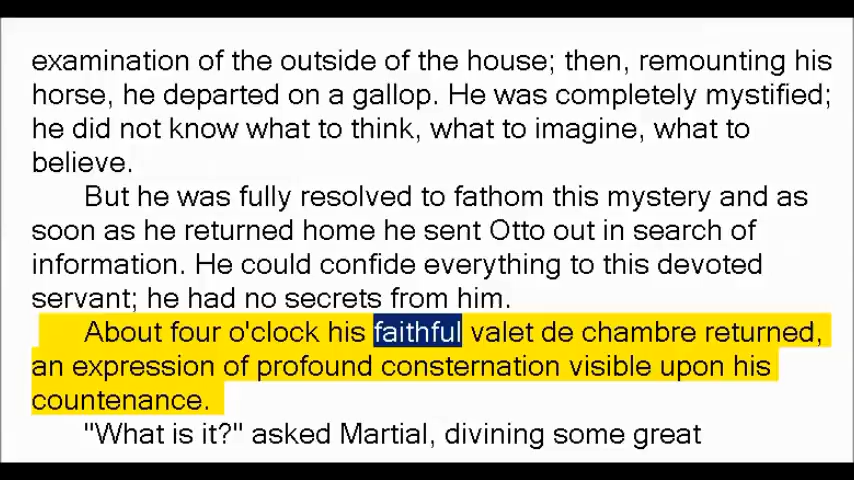 examination of the outside of the house; then, remounting his
horse, he departed on a gallop. He was completely mystified;
he did not know what to think, what to imagine, what to
believe.
But he was fully resolved to fathom this mystery and as
soon as he returned home he sent Otto out in search of
information. He could confide everything to this devoted
servant; he had no secrets from him.
About four o'clock his faithful valet de chambre returned,
an expression of profound consternation visible upon his
countenance.
"What is it?" asked Martial, divining some great